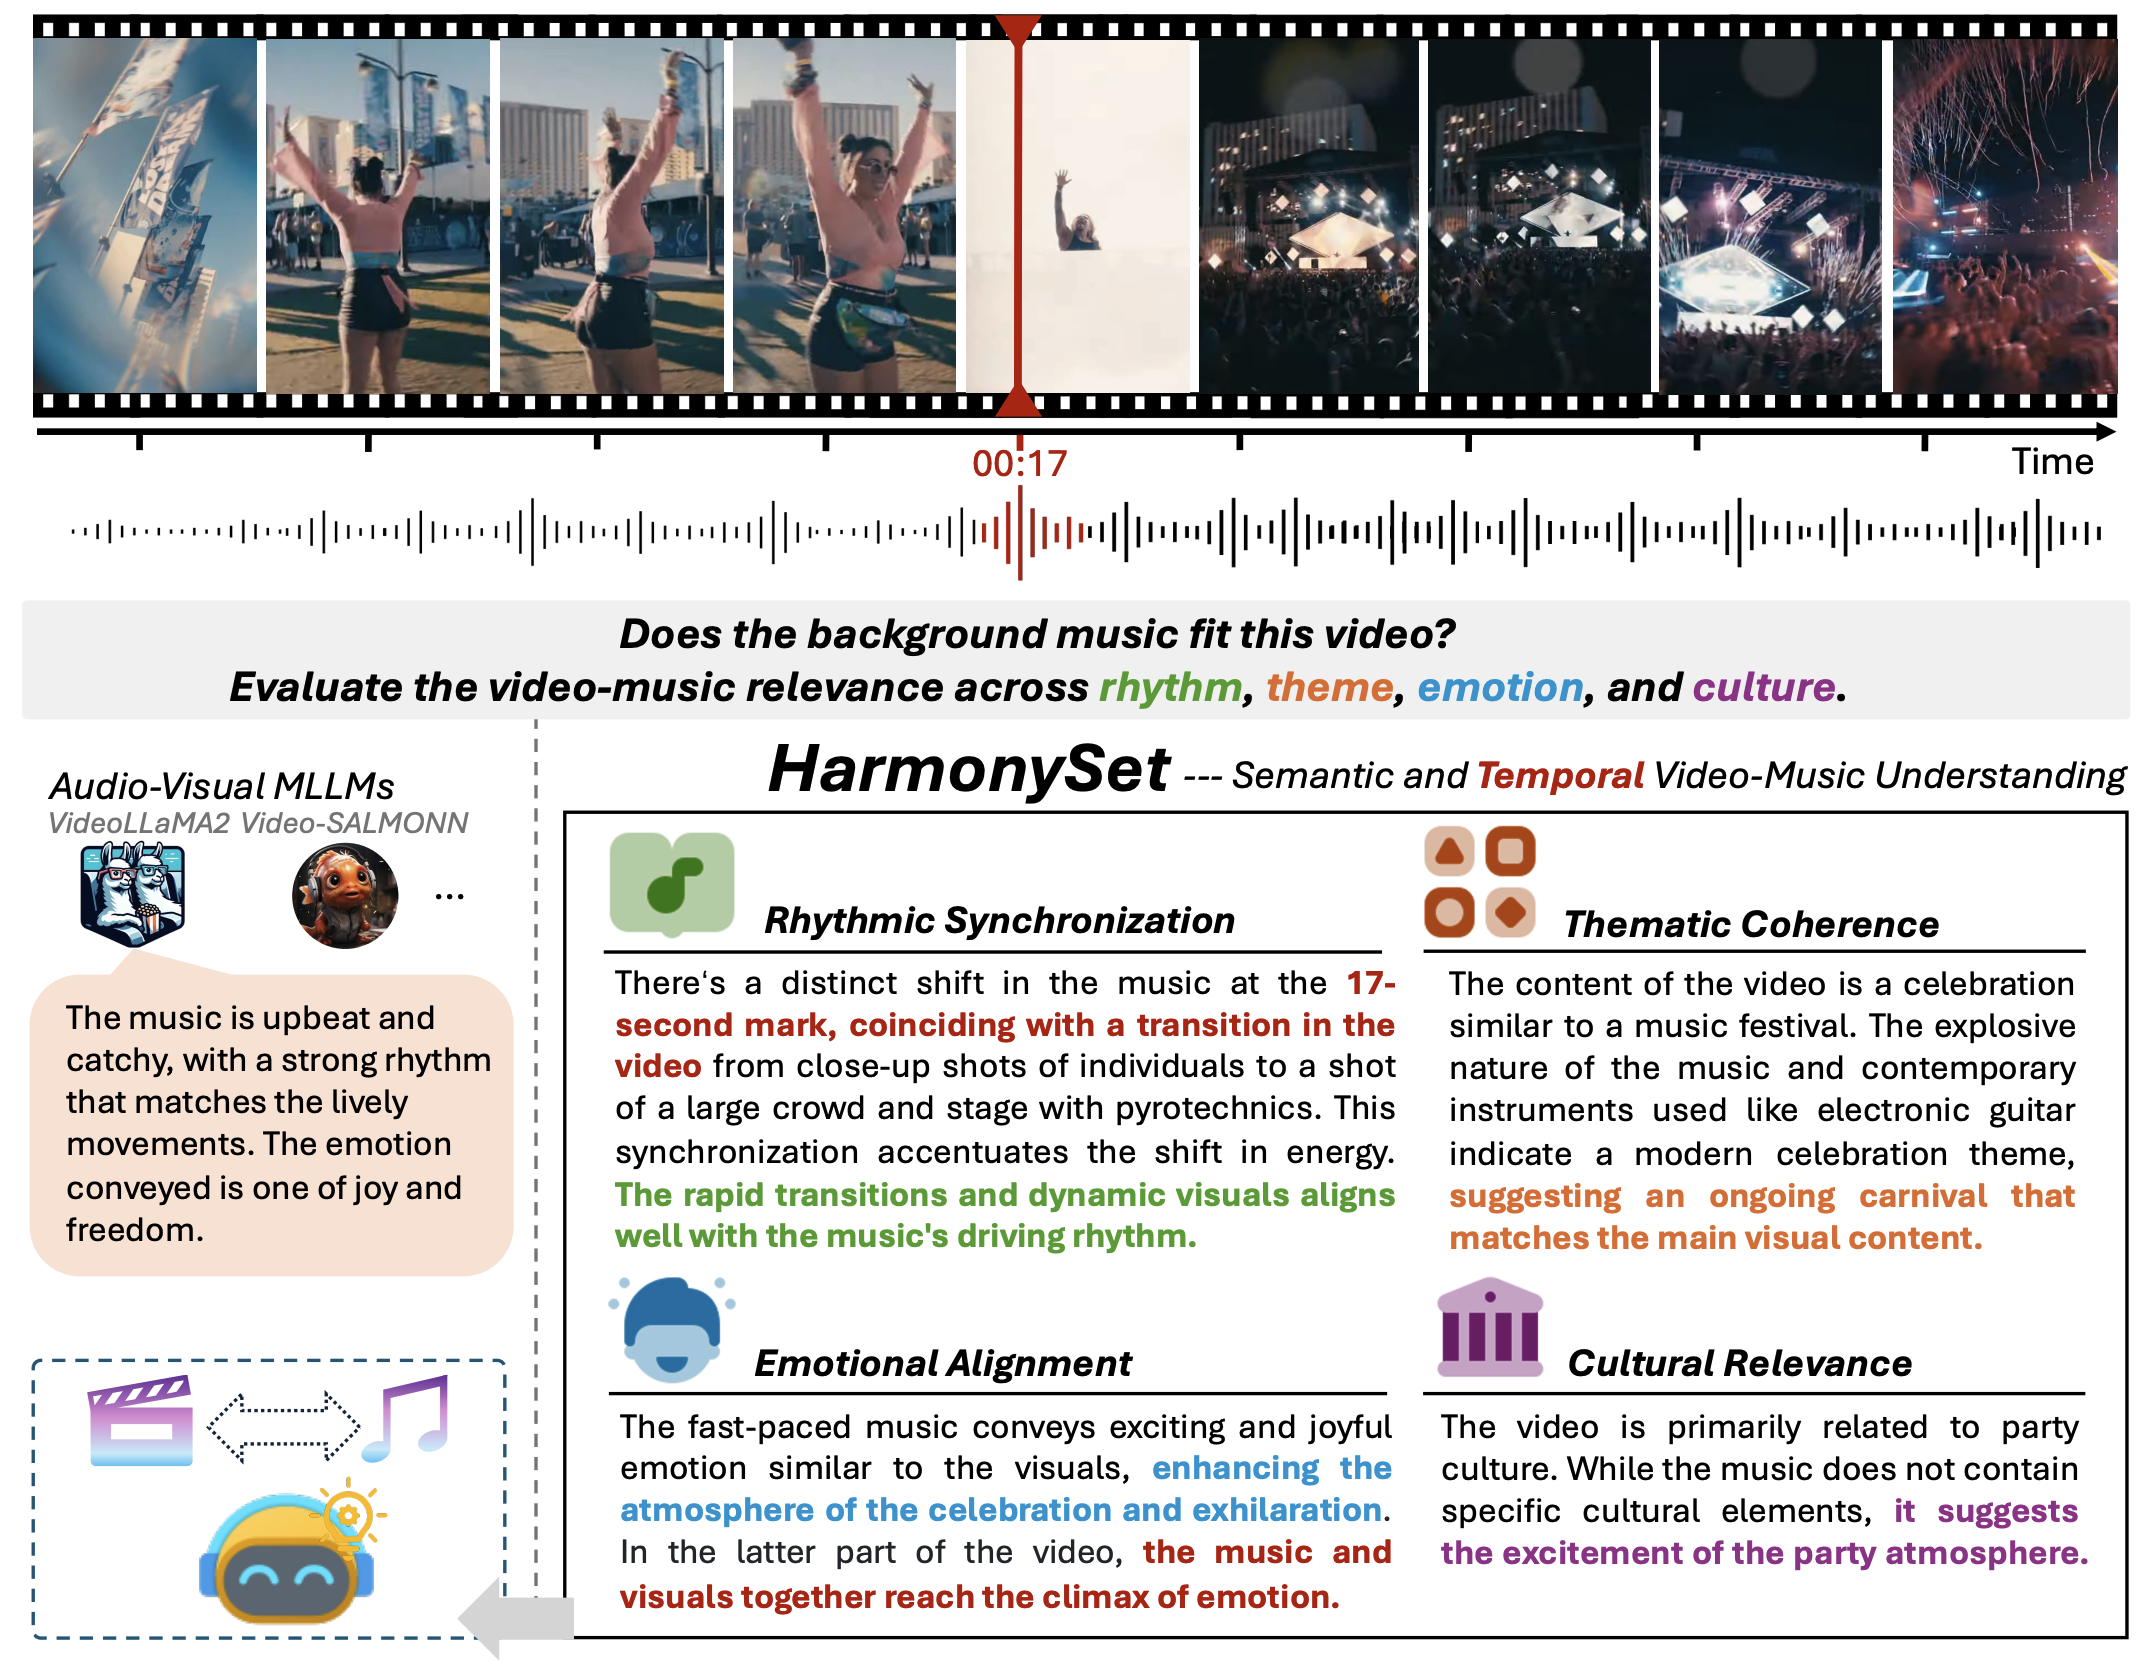 00:17
Time
Does the background music fit this video?
Evaluate the video-music relevance across rhythm, theme, emotion, and culture.
HarmonySet --- Semantic and Temporal Video-Music Understanding
Audio-Visual MLLMs
VideoLLaMA2 Video-SALMONN
...
The music is upbeat and
catchy, with a strong rhythm
that matches the lively
movements. The emotion
conveyed is one of joy and
freedom.
Rhythmic Synchronization
There‘s a distinct shift in the music at the 17-
second mark, coinciding with a transition in the
video from close-up shots of individuals to a shot
of a large crowd and stage with pyrotechnics. This
synchronization accentuates the shift in energy.
The rapid transitions and dynamic visuals aligns
well with the music's driving rhythm.
Thematic Coherence
The content of the video is a celebration
similar to a music festival. The explosive
nature of the music and contemporary
instruments used like electronic guitar
indicate a modern celebration theme,
suggesting an ongoing carnival that
matches the main visual content.
Emotional Alignment
The fast-paced music conveys exciting and joyful
emotion similar to the visuals, enhancing the
atmosphere of the celebration and exhilaration.
In the latter part of the video, the music and
visuals together reach the climax of emotion.
Cultural Relevance
The video is primarily related to party
culture. While the music does not contain
specific cultural elements, it suggests
the excitement of the party atmosphere.